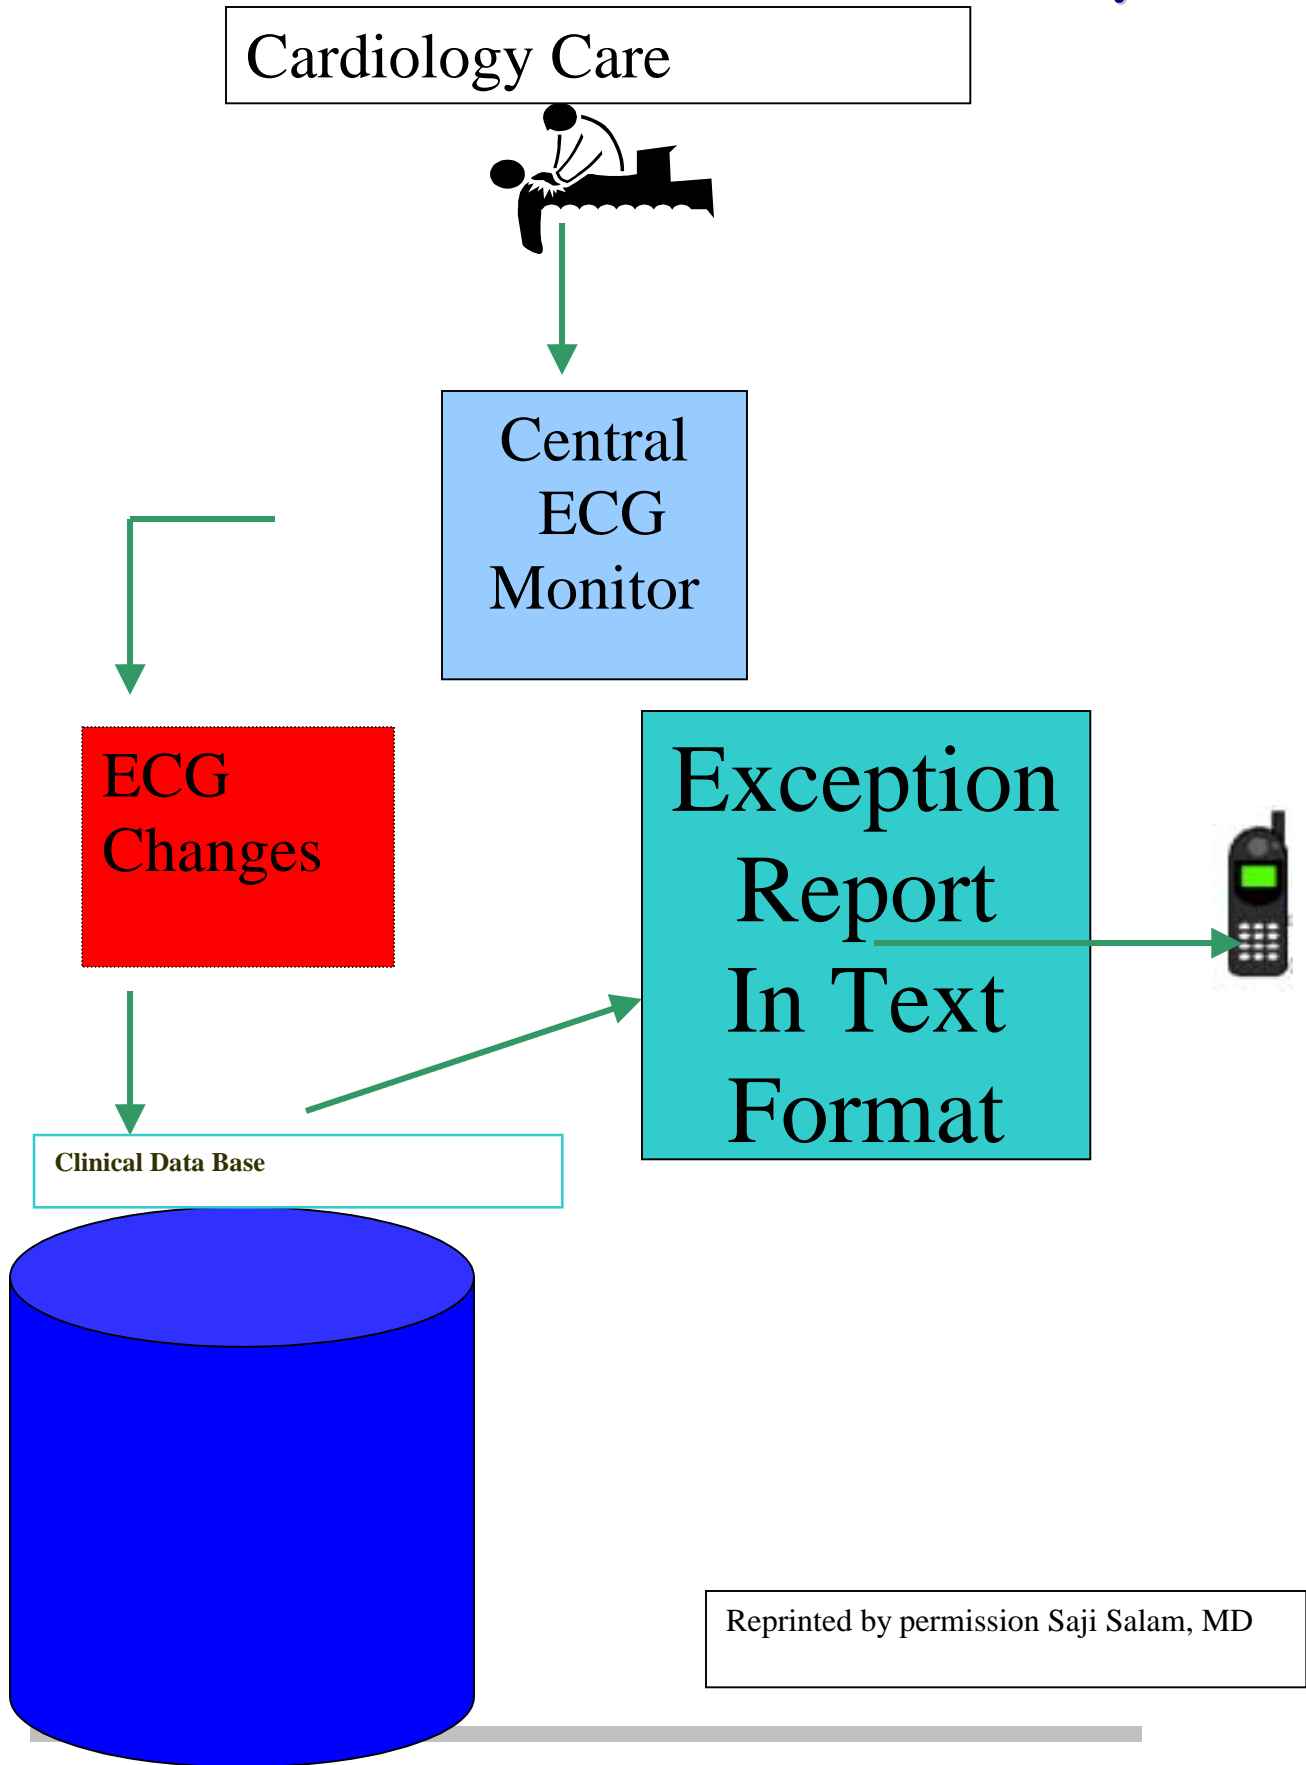 Cardiology Care
Central
ECG
Monitor
ECG
Changes
Exception
Report
In Text
Format
Clinical Data Base
Reprinted by permission Saji Salam, MD